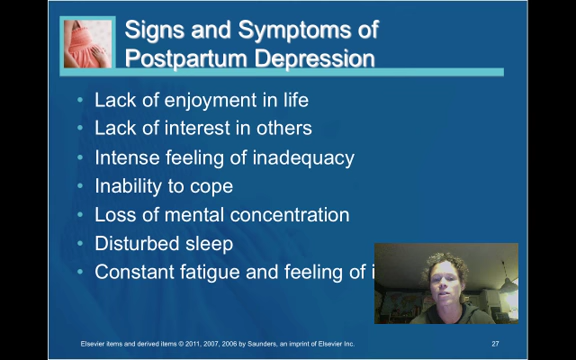 Signs and Symptoms of
Postpartum Depression
• Lack of enjoyment in life
• Lack of interest in others
• Intense feeling of inadequacy
• Inability to cope
• Loss of mental concentration
• Disturbed sleep
• Constant fatigue and feeling of
Elsevier items and derived items © 2011, 2007, 2006 by Saunders, an imprint of Elsevier Inc.
27